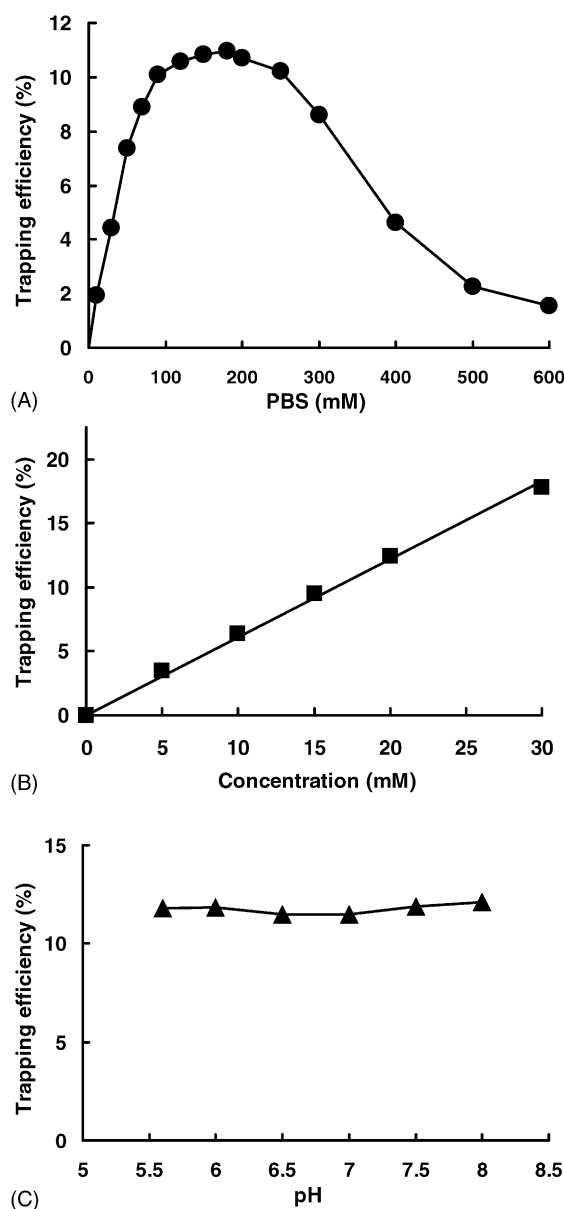 12
10
8
6
4
2
0
Trapping efficiency (%)
0 100 200 300 400 500 600
PBS (mM)
(A)
20
15
10
5
0
Trapping efficiency (%)
0 5 10 15 20 25 30
Concentration (mM)
(B)
15
10
5
0
Trapping efficiency (%)
5 5.5 6 6.5 7 7.5 8 8.5
pH
(C)